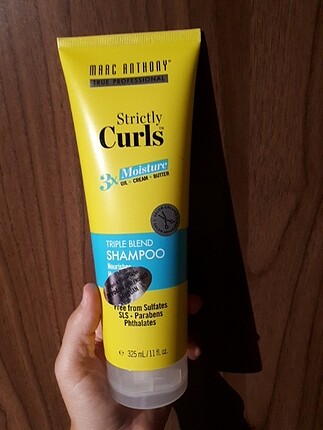 MARC ANTHONY®
TRUE PROFESSIONAL
Strictly
Curls™
3x Moisture
OIL + CREAM + BUTTER
TRIPLE BLEND
SHAMPOO
Free from Sulfates
SLS • Parabens
Phthalates
℮ 325 mL / 11 fl. oz.